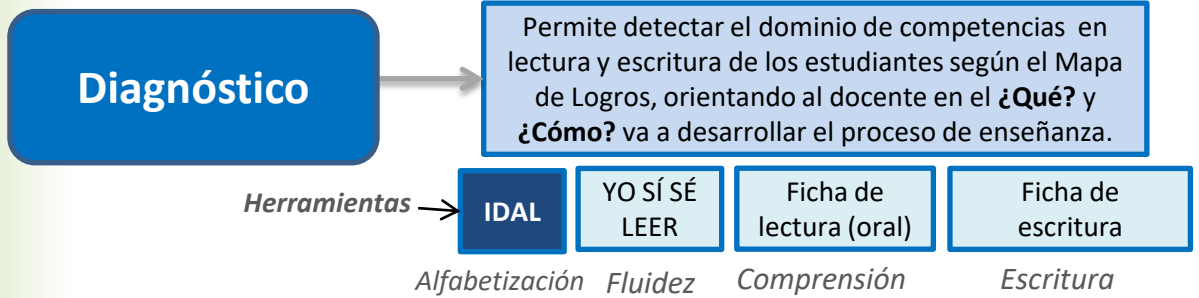 Diagnóstico
Permite detectar el dominio de competencias en
lectura y escritura de los estudiantes según el Mapa
de Logros, orientando al docente en el ¿Qué? y
¿Cómo? va a desarrollar el proceso de enseñanza.
Herramientas
IDAL
YO SÍ SÉ
LEER
Ficha de
lectura (oral)
Ficha de
escritura
Alfabetización
Fluidez
Comprensión
Escritura